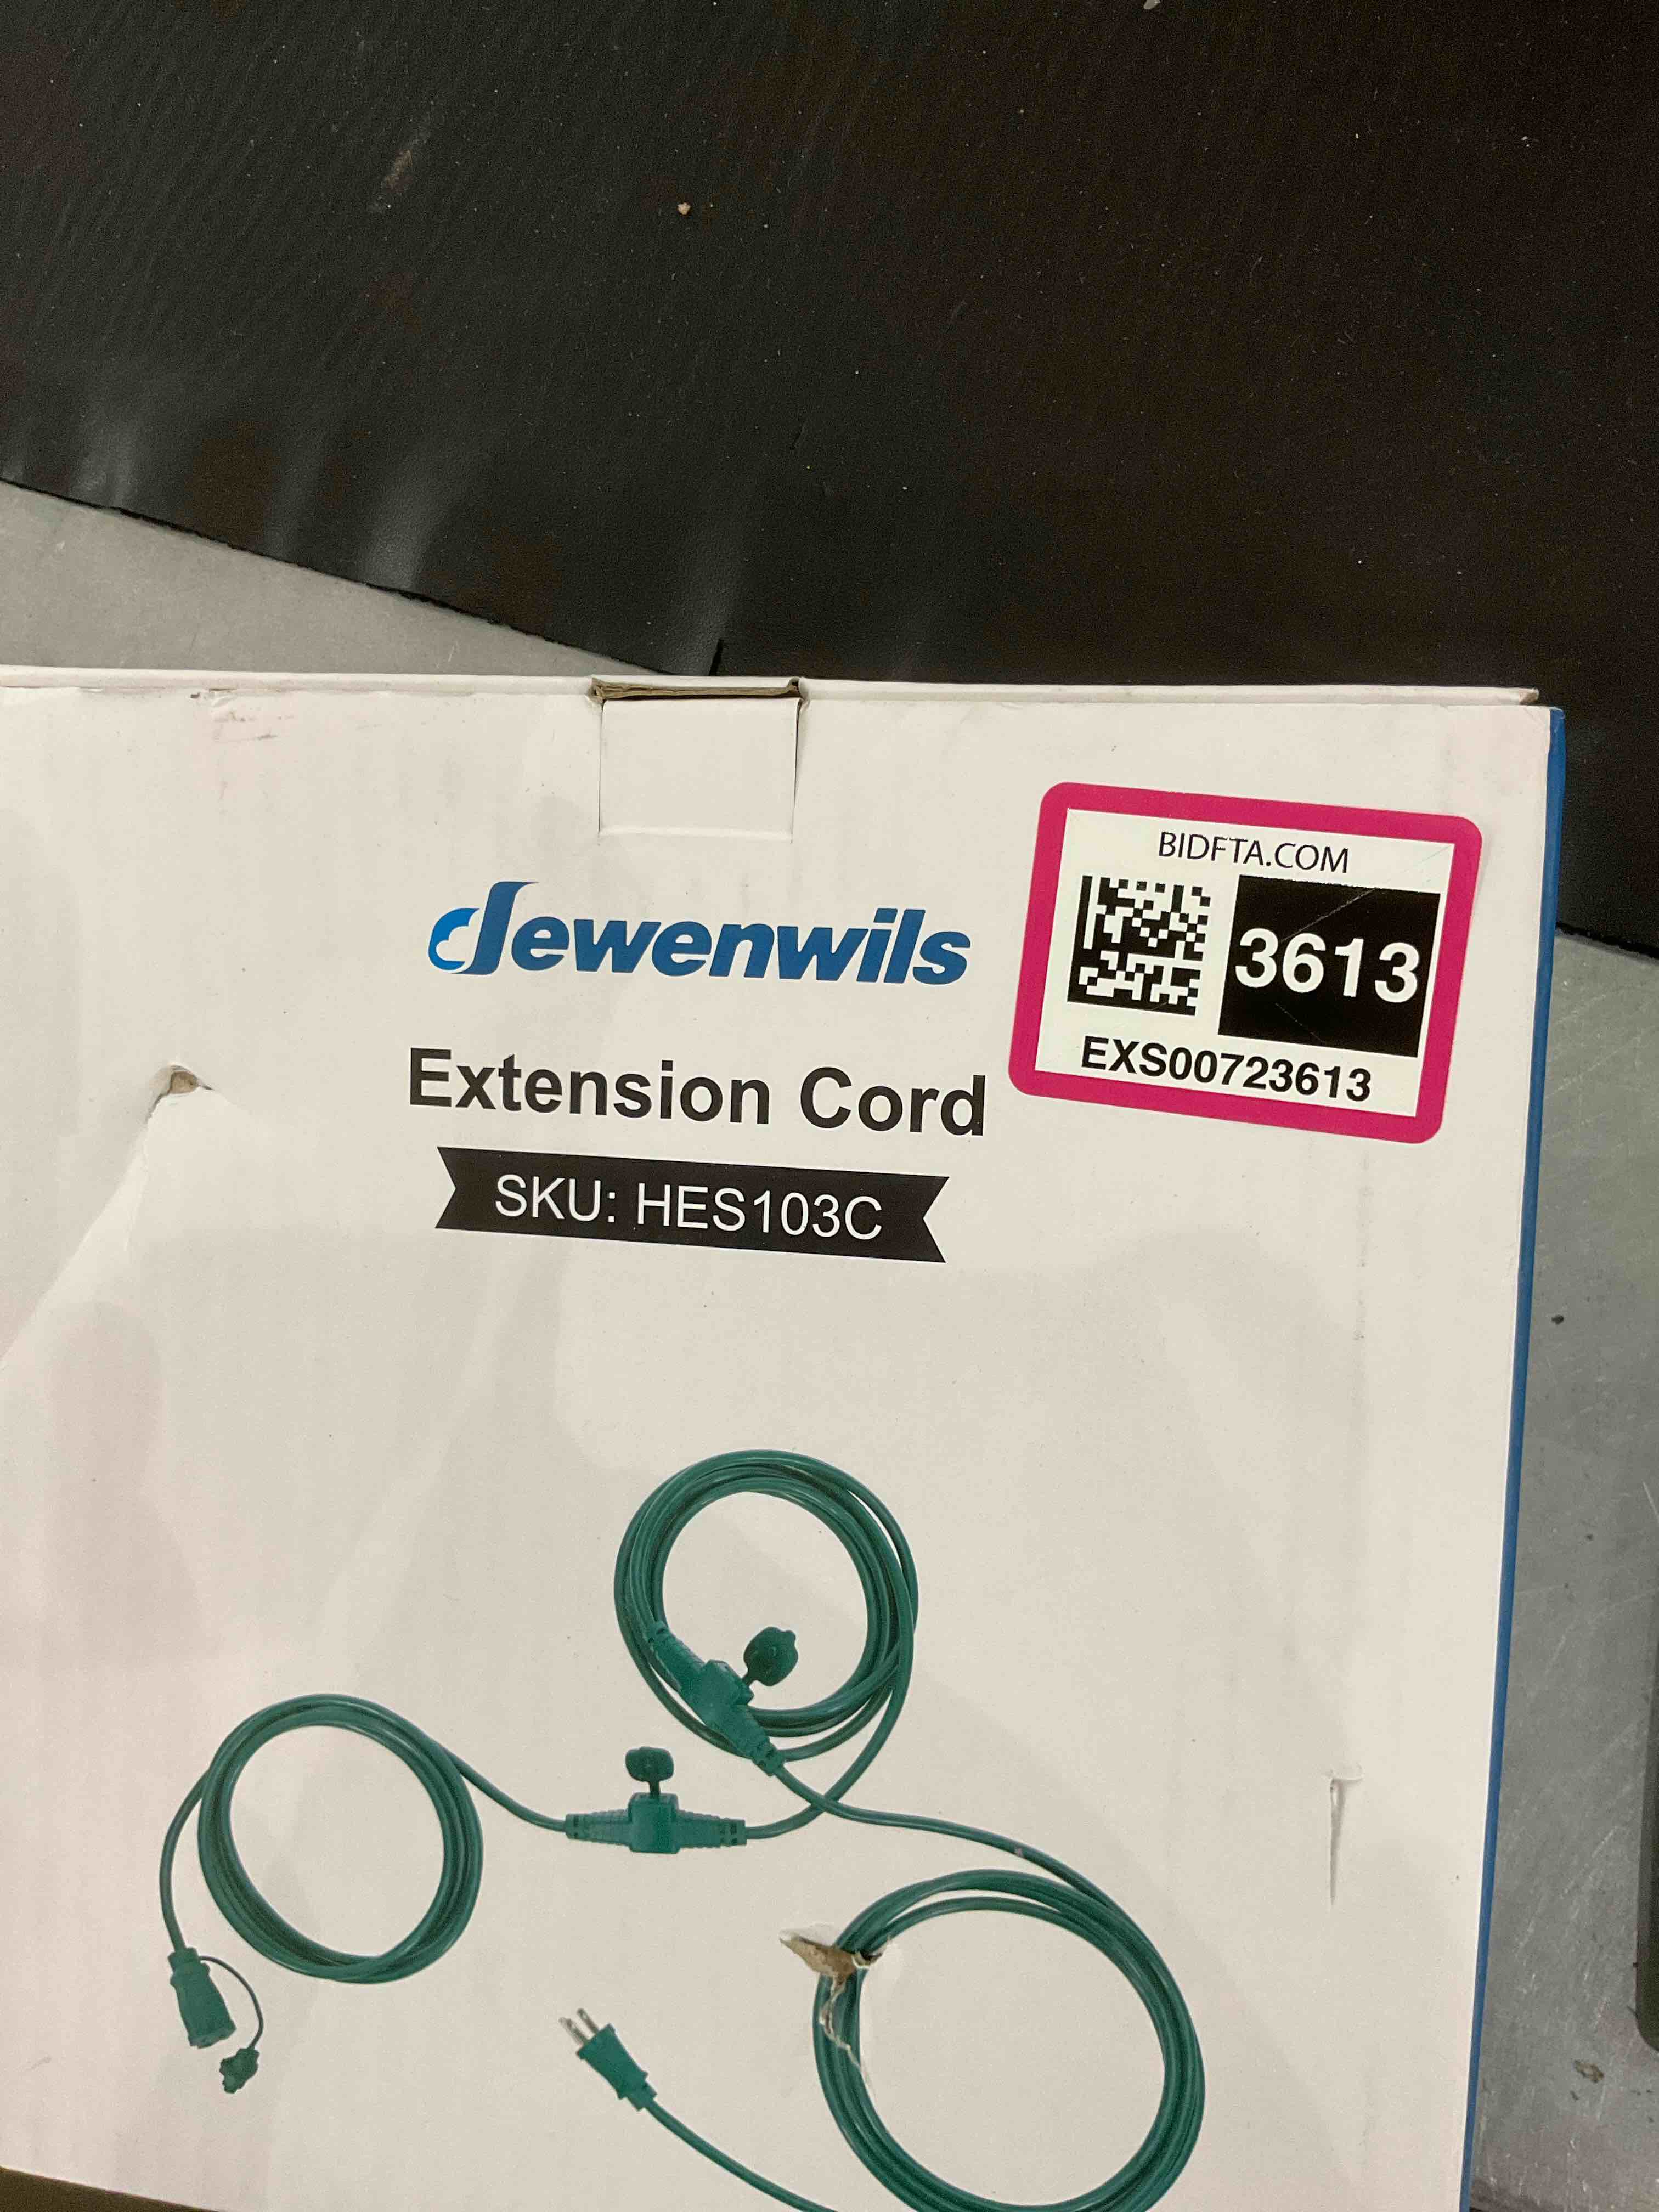 BIDFTA.COM
3613
EXS00723613
Dewenwils
Extension Cord
SKU: HES103C